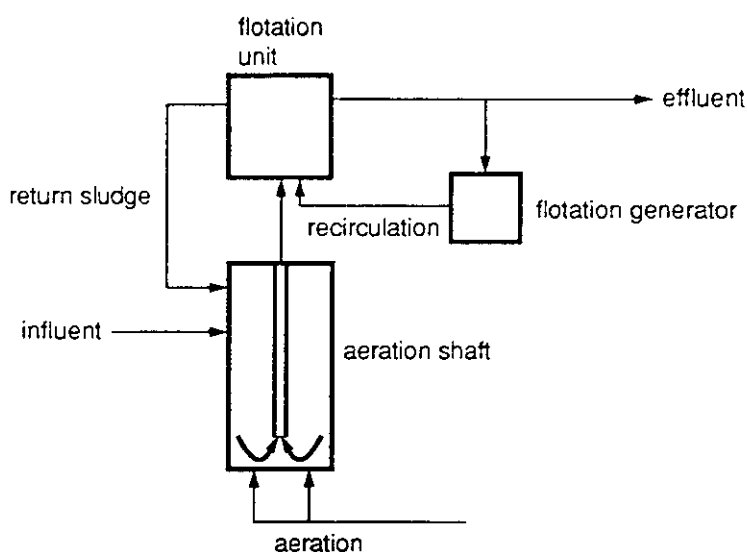 flotation
unit
effluent
return sludge
recirculation
flotation generator
influent
aeration shaft
aeration